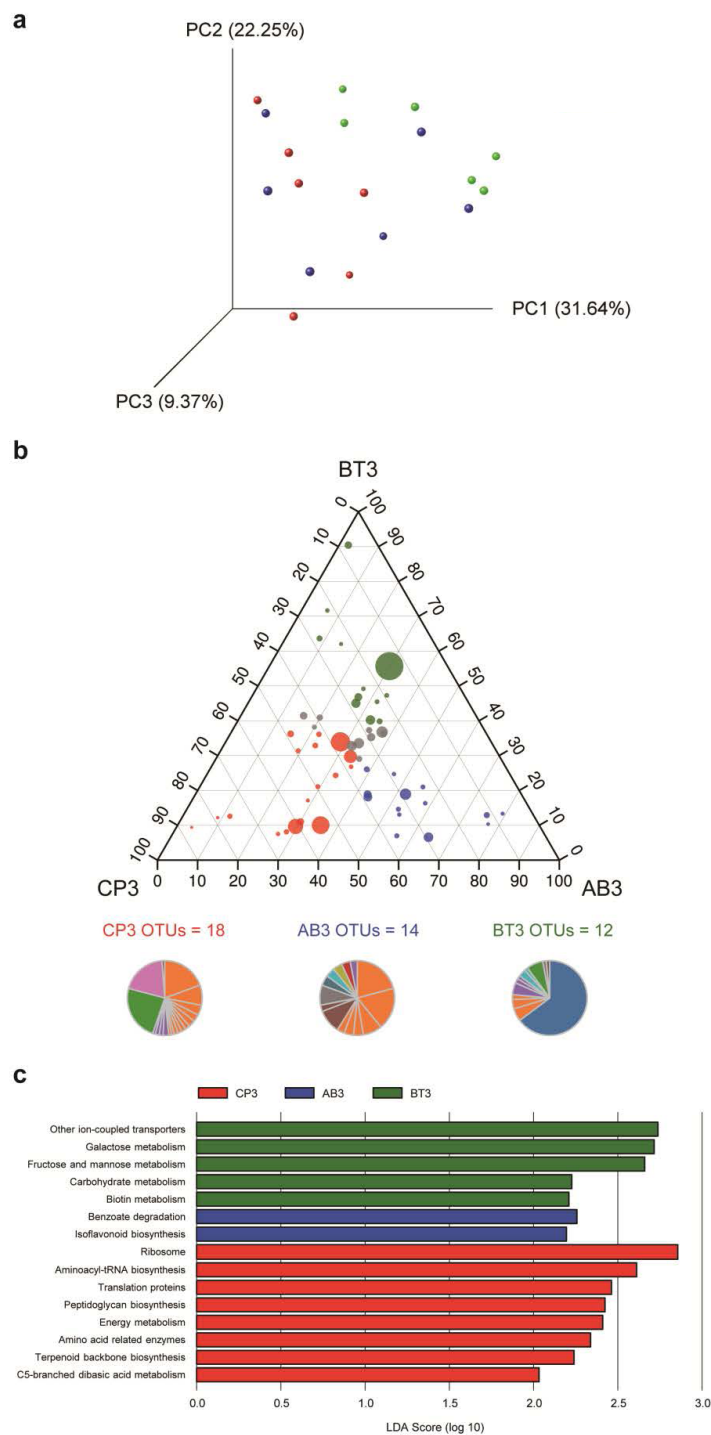 a
PC2 (22.25%)
PC1 (31.64%)
PC3 (9.37%)
b
BT3
0 100
10 90
20 80
30 70
40 60
50 50
60 40
70 30
80 20
90 10
100 0
CP3 0 10 20 30 40 50 60 70 80 90 100 AB3
CP3 OTUs = 18 AB3 OTUs = 14 BT3 OTUs = 12
c
CP3 AB3 BT3
Other ion-coupled transporters
Galactose metabolism
Fructose and mannose metabolism
Carbohydrate metabolism
Biotin metabolism
Benzoate degradation
Isoflavonoid biosynthesis
Ribosome
Aminoacyl-tRNA biosynthesis
Translation proteins
Peptidoglycan biosynthesis
Energy metabolism
Amino acid related enzymes
Terpenoid backbone biosynthesis
C5-branched dibasic acid metabolism
0.0 0.5 1.0 1.5 2.0 2.5 3.0
LDA Score (log 10)